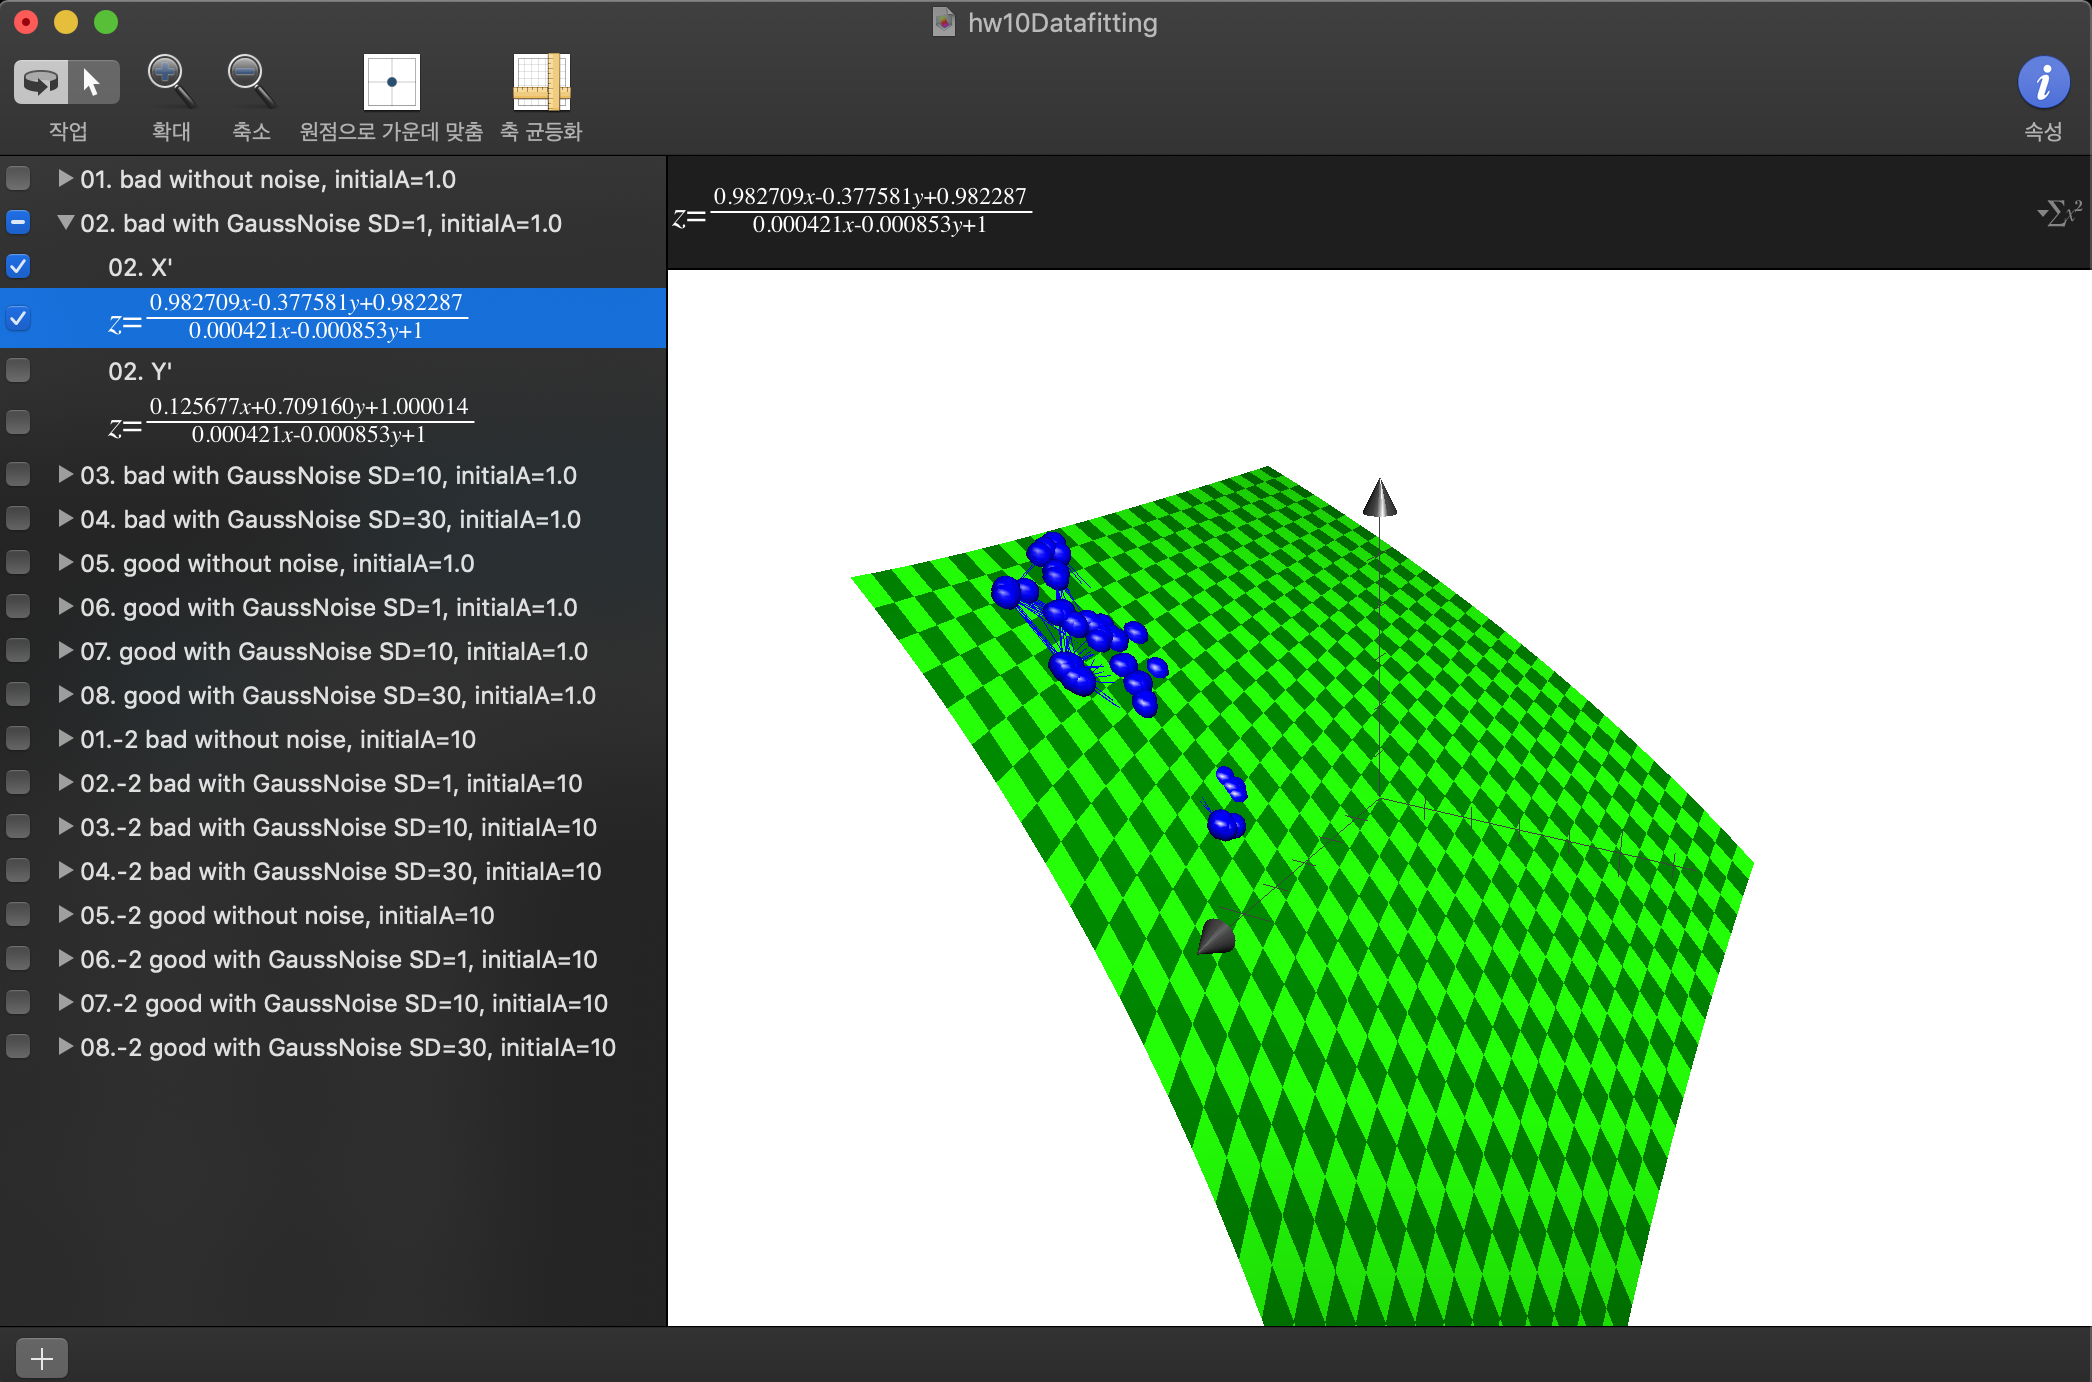 hw10Datafitting
작업 확대 축소 원점으로 가운데 맞춤 축 균등화 속성
01. bad without noise, initialA=1.0
02. bad with GaussNoise SD=1, initialA=1.0
02. X'
z=(0.982709x-0.377581y+0.982287)/(0.000421x-0.000853y+1)
02. Y'
z=(0.125677x+0.709160y+1.000014)/(0.000421x-0.000853y+1)
03. bad with GaussNoise SD=10, initialA=1.0
04. bad with GaussNoise SD=30, initialA=1.0
05. good without noise, initialA=1.0
06. good with GaussNoise SD=1, initialA=1.0
07. good with GaussNoise SD=10, initialA=1.0
08. good with GaussNoise SD=30, initialA=1.0
01.-2 bad without noise, initialA=10
02.-2 bad with GaussNoise SD=1, initialA=10
03.-2 bad with GaussNoise SD=10, initialA=10
04.-2 bad with GaussNoise SD=30, initialA=10
05.-2 good without noise, initialA=10
06.-2 good with GaussNoise SD=1, initialA=10
07.-2 good with GaussNoise SD=10, initialA=10
08.-2 good with GaussNoise SD=30, initialA=10
z=(0.982709x-0.377581y+0.982287)/(0.000421x-0.000853y+1)
∑x²